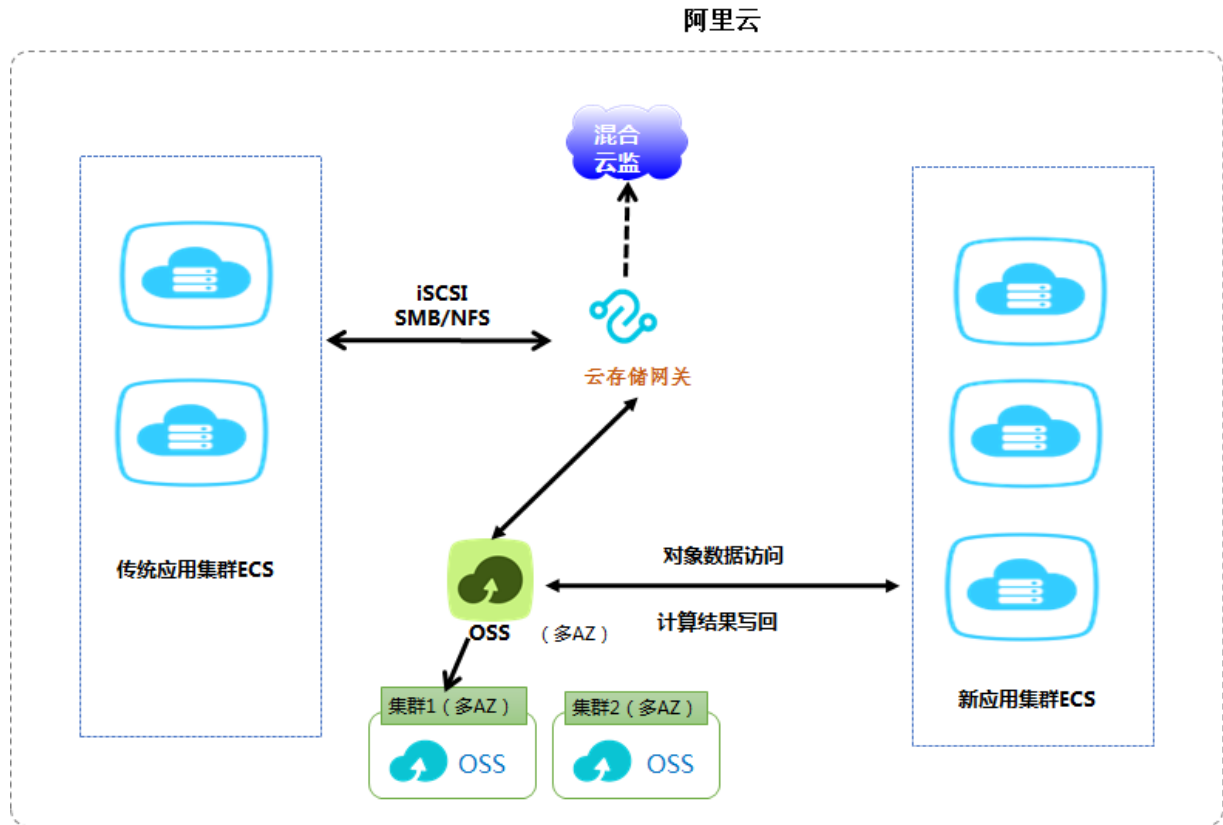 阿里云
混合
云监
iSCSI
SMB/NFS
云存储网关
传统应用集群ECS
对象数据访问
计算结果写回
OSS （多AZ）
新应用集群ECS
集群1（多AZ）
OSS
集群2（多AZ）
OSS